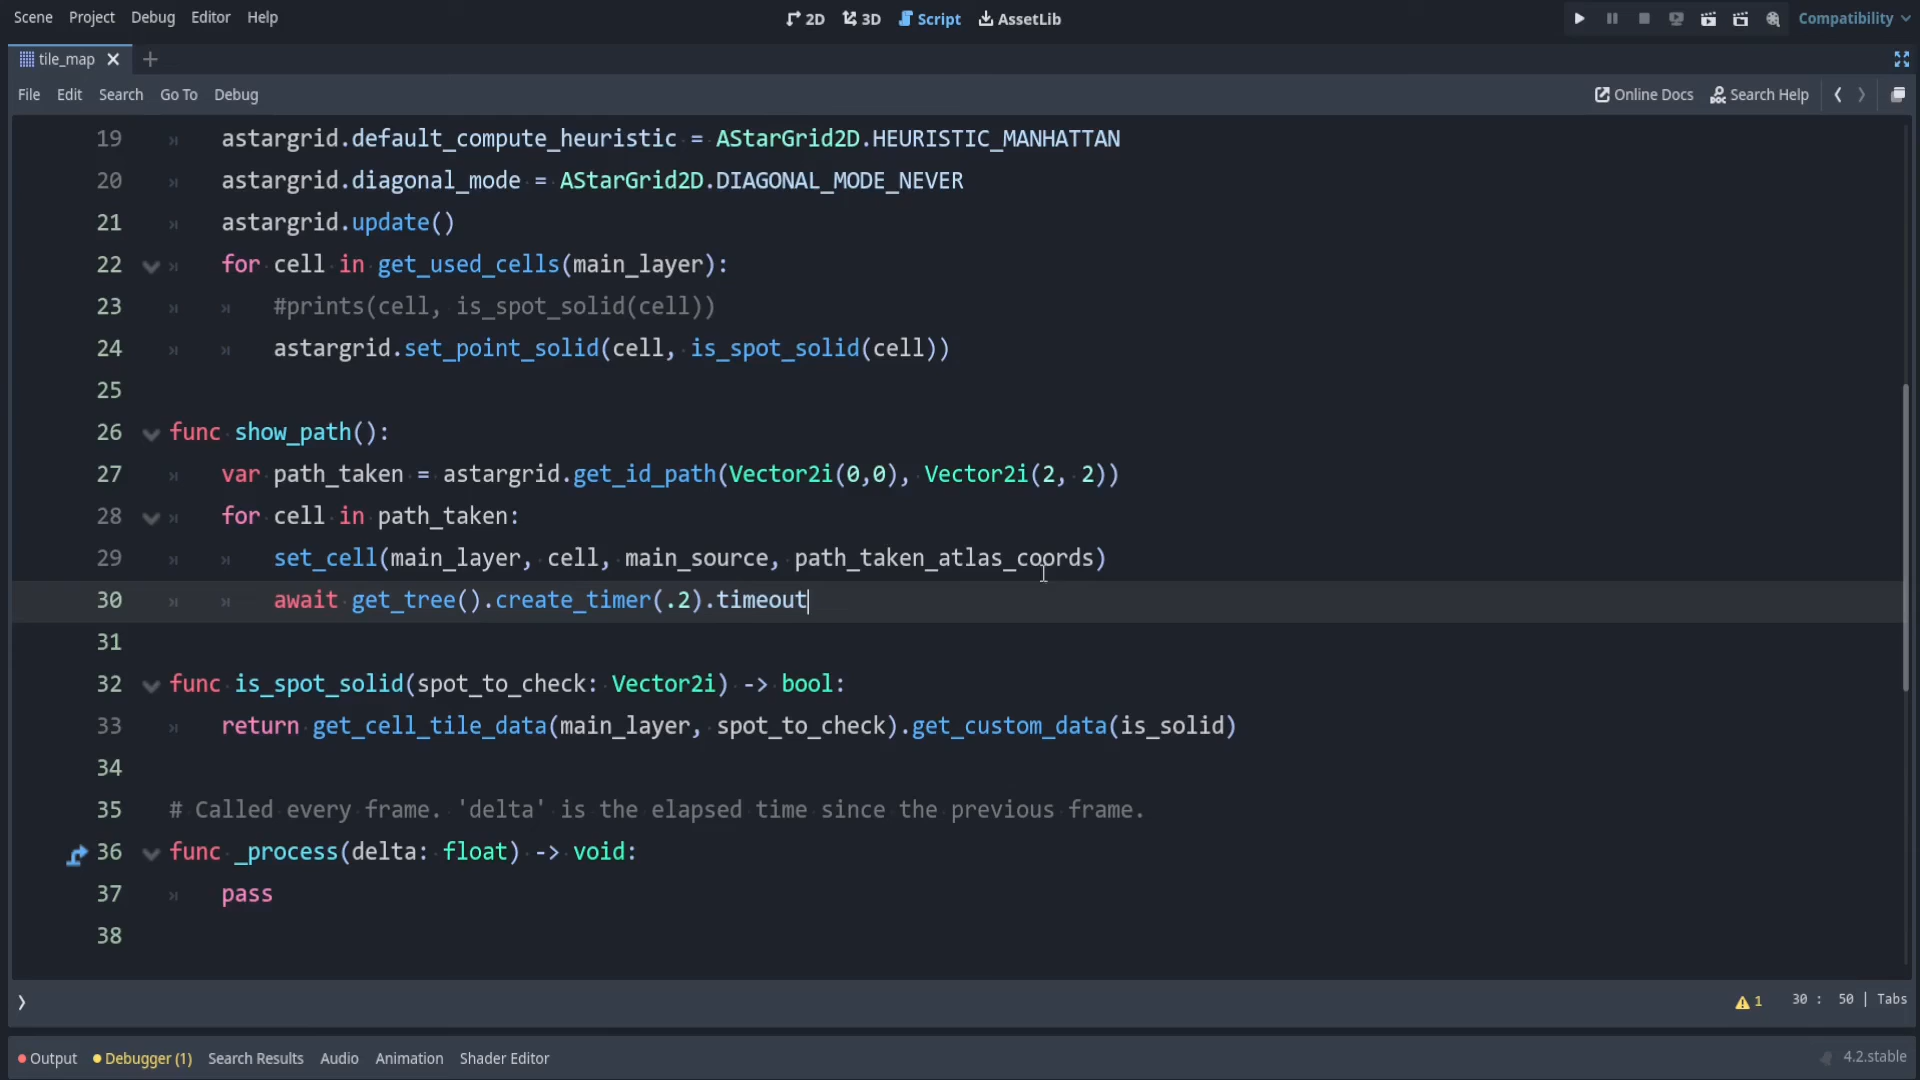 Scene Project Debug Editor Help 2D 3D Script AssetLib Compatibility
tile_map
File Edit Search Go To Debug Online Docs Search Help
19 astargrid.default_compute_heuristic = AStarGrid2D.HEURISTIC_MANHATTAN
20 astargrid.diagonal_mode = AStarGrid2D.DIAGONAL_MODE_NEVER
21 astargrid.update()
22 for cell in get_used_cells(main_layer):
23 #prints(cell, is_spot_solid(cell))
24 astargrid.set_point_solid(cell, is_spot_solid(cell))
25
26 func show_path():
27 var path_taken = astargrid.get_id_path(Vector2i(0,0), Vector2i(2, 2))
28 for cell in path_taken:
29 set_cell(main_layer, cell, main_source, path_taken_atlas_coords)
30 await get_tree().create_timer(.2).timeout
31
32 func is_spot_solid(spot_to_check: Vector2i) -> bool:
33 return get_cell_tile_data(main_layer, spot_to_check).get_custom_data(is_solid)
34
35 # Called every frame. 'delta' is the elapsed time since the previous frame.
36 func _process(delta: float) -> void:
37 pass
38
1 30 : 50 | Tabs
Output Debugger (1) Search Results Audio Animation Shader Editor 4.2.stable